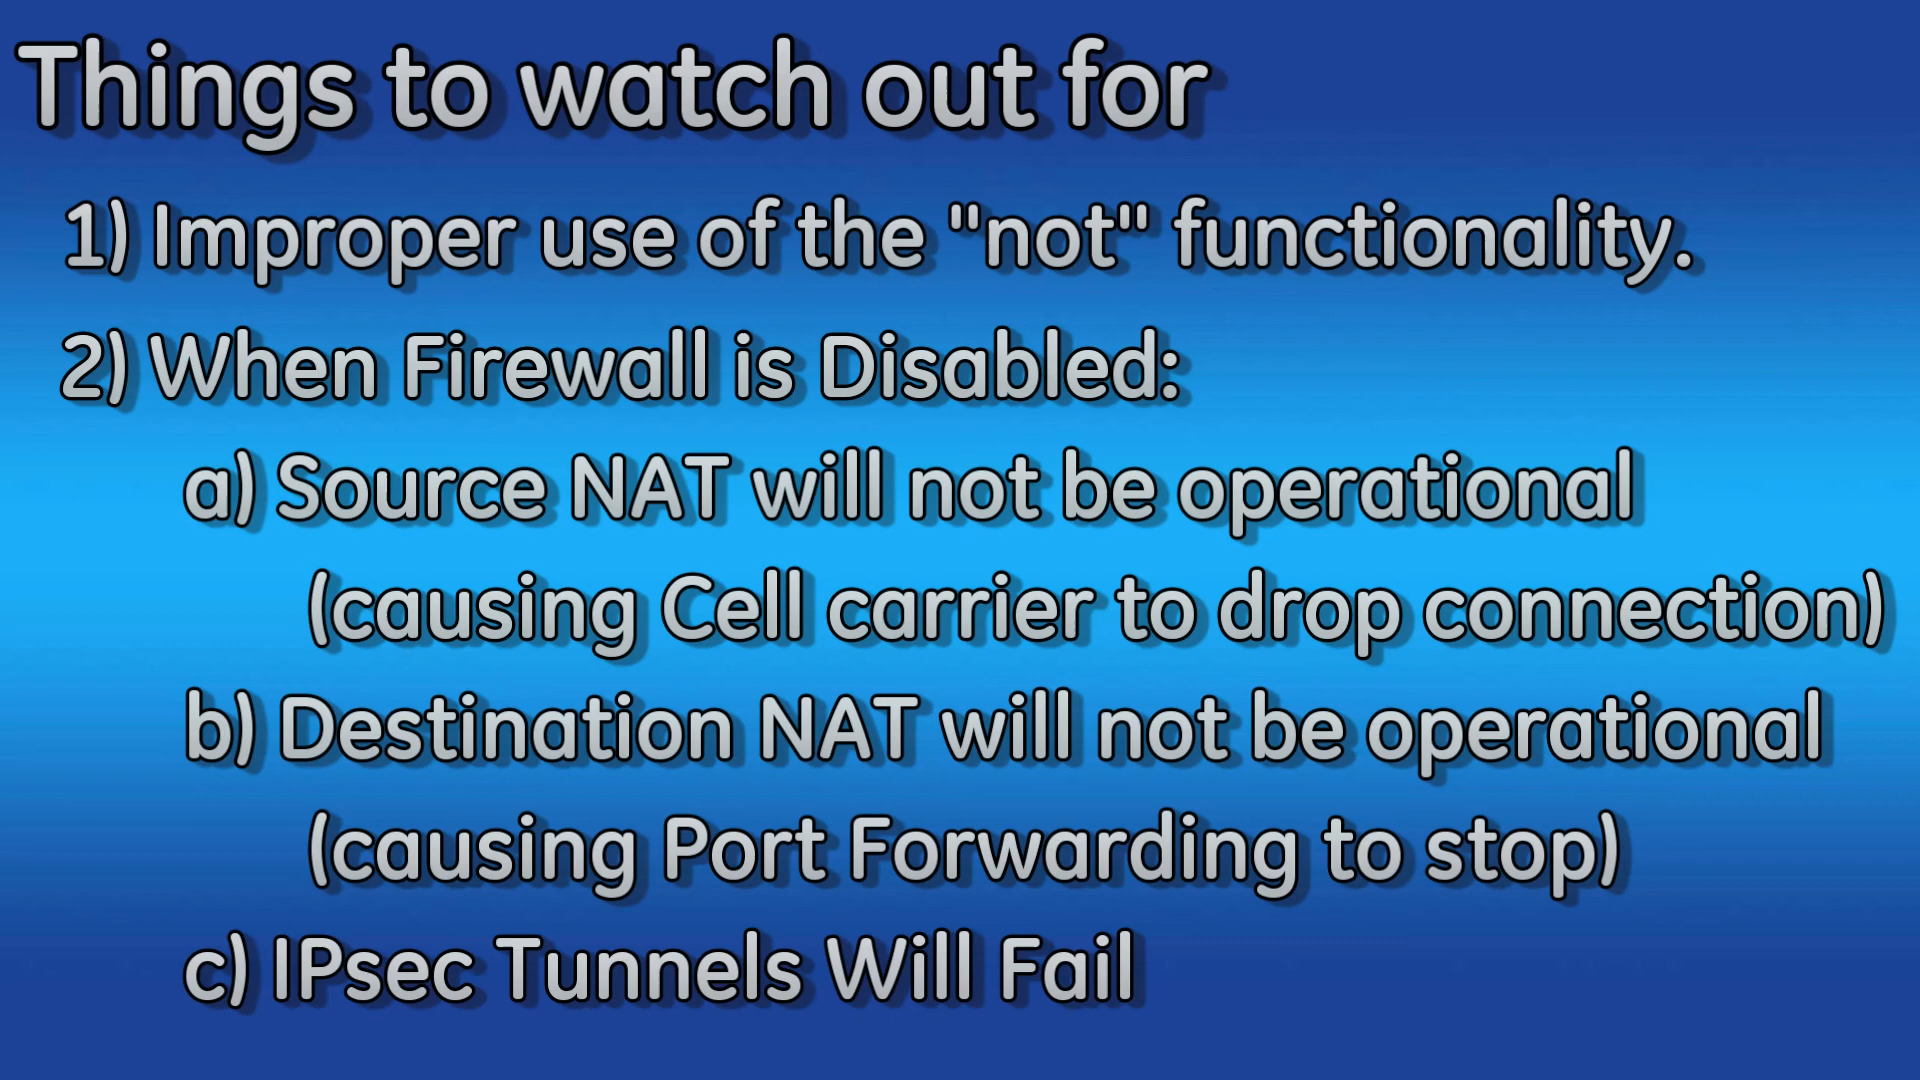 Things to watch out for
1) Improper use of the "not" functionality.
2) When Firewall is Disabled:
a) Source NAT will not be operational
(causing Cell carrier to drop connection)
b) Destination NAT will not be operational
(causing Port Forwarding to stop)
c) IPsec Tunnels Will Fail